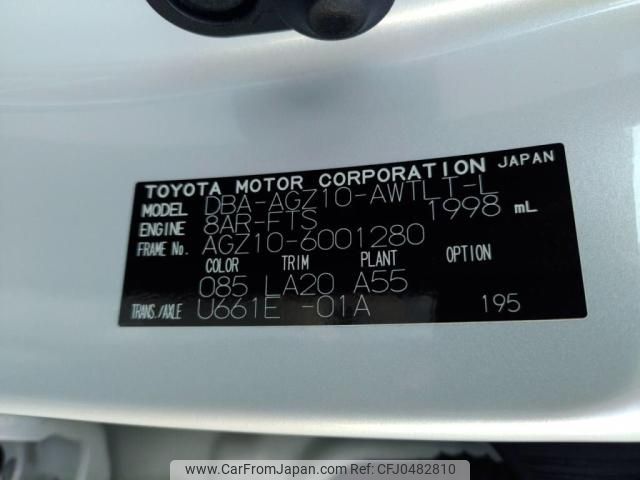 TOYOTA MOTOR CORPORATION JAPAN
MODEL DBA-AGZ10-AWTLT-L
ENGINE 8AR-FTS 1998 mL
FRAME No. AGZ10-6001280
COLOR TRIM PLANT OPTION
085 LA20 A55
TRANS./AXLE U661E -01A 195
www.CarFromJapan.com | Ref No. CFJ0482810